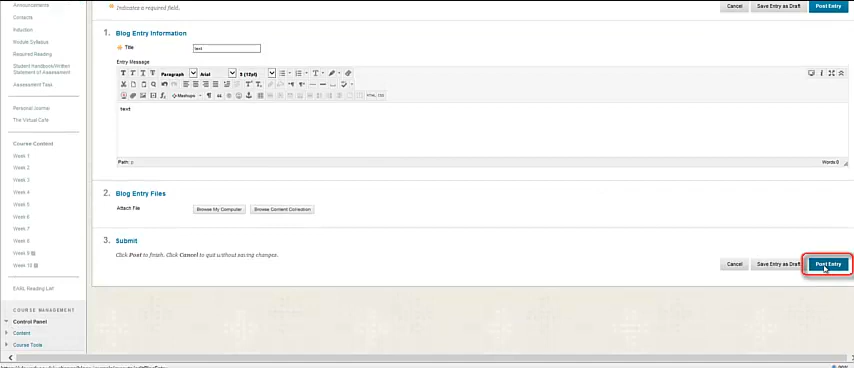 Announcements
Contacts
Induction
Module Syllabus
Required Reading
Student Handbook/Written
Statement of Assessment
Assessment Task
Personal Journal
The Virtual Cafe
Course Content
Week 1
Week 2
Week 3
Week 4
Week 5
Week 6
Week 7
Week 8
Week 9
Week 10
EARL Reading List
COURSE MANAGEMENT
Control Panel
Content
Course Tools
Indicates a required field.
Cancel Save Entry as Draft Post Entry
1. Blog Entry Information
Title text
Entry Message
T T T T Paragraph Arial 3 (12pt)
Mashups HTML CSS
text
Path: p Words:0
2. Blog Entry Files
Attach File Browse My Computer Browse Content Collection
3. Submit
Click Post to finish. Click Cancel to quit without saving changes.
Cancel Save Entry as Draft Post Entry